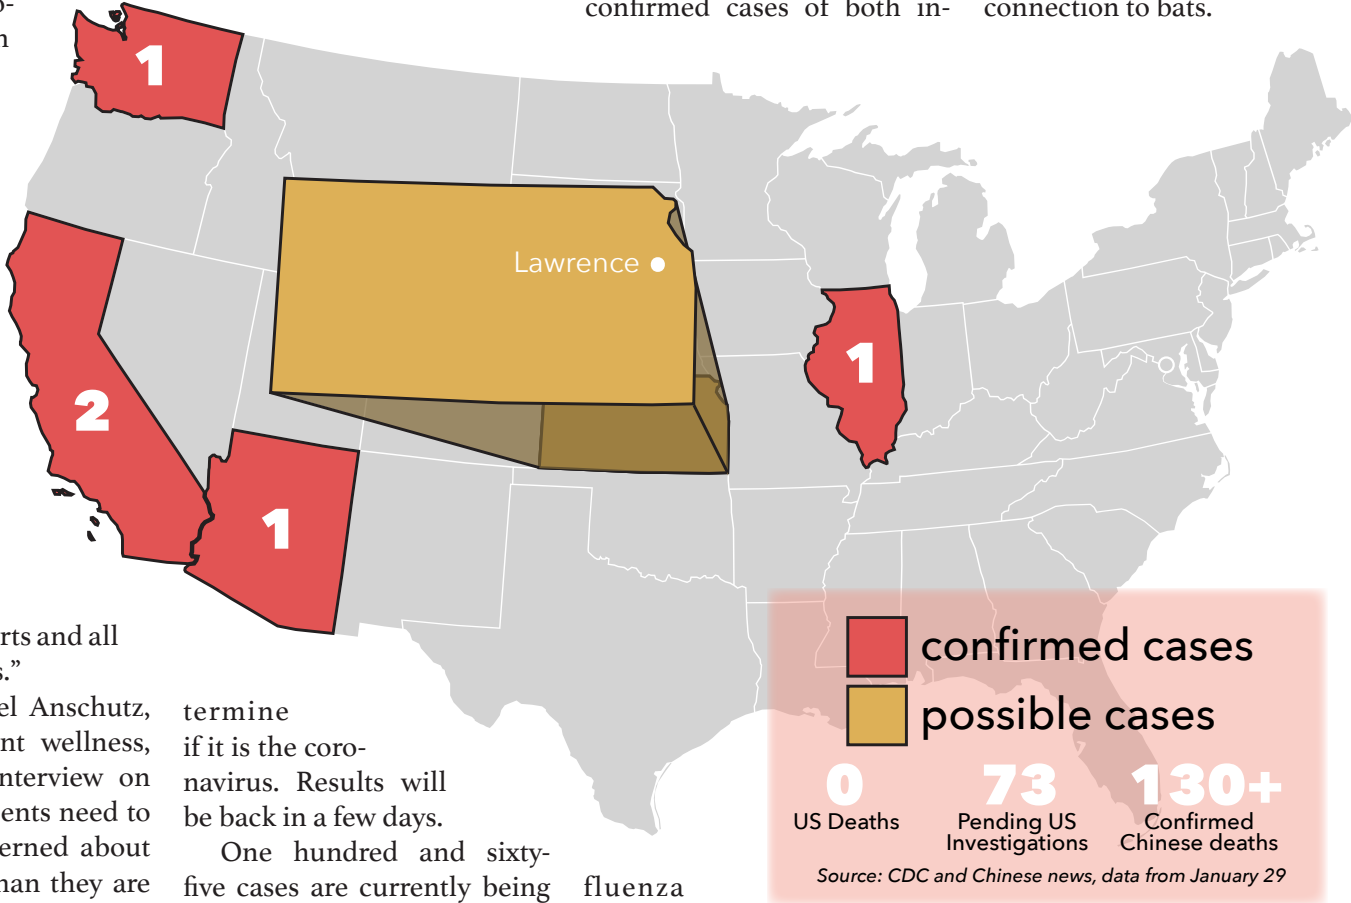 confirmed cases of both in-
connection to bats.
1
Lawrence
1
2
1
rts and all
s.”
el Anschutz,
nt wellness,
nterview on
ents need to
erned about
han they are
termine
if it is the coro-
navirus. Results will
be back in a few days.
One hundred and sixty-
five cases are currently being
fluenza
confirmed cases
possible cases
0
US Deaths
73
Pending US
Investigations
130+
Confirmed
Chinese deaths
Source: CDC and Chinese news, data from January 29